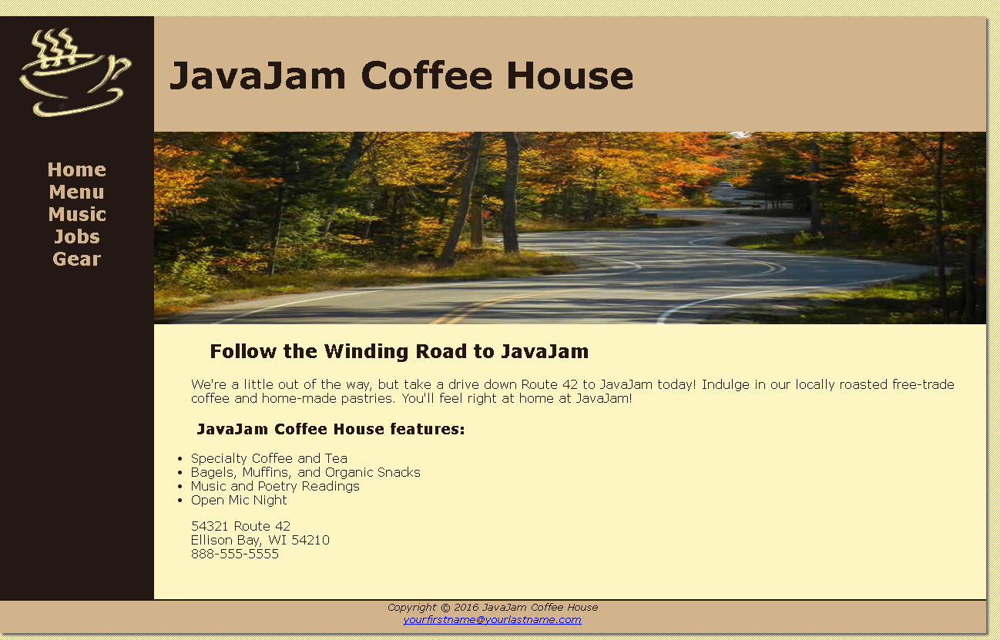 JavaJam Coffee House
Home
Menu
Music
Jobs
Gear
Follow the Winding Road to JavaJam
We're a little out of the way, but take a drive down Route 42 to JavaJam today! Indulge in our locally roasted free-trade
coffee and home-made pastries. You'll feel right at home at JavaJam!
JavaJam Coffee House features:
• Specialty Coffee and Tea
• Bagels, Muffins, and Organic Snacks
• Music and Poetry Readings
• Open Mic Night
54321 Route 42
Ellison Bay, WI 54210
888-555-5555
Copyright © 2016 JavaJam Coffee House
yourfirstname@yourlastname.com